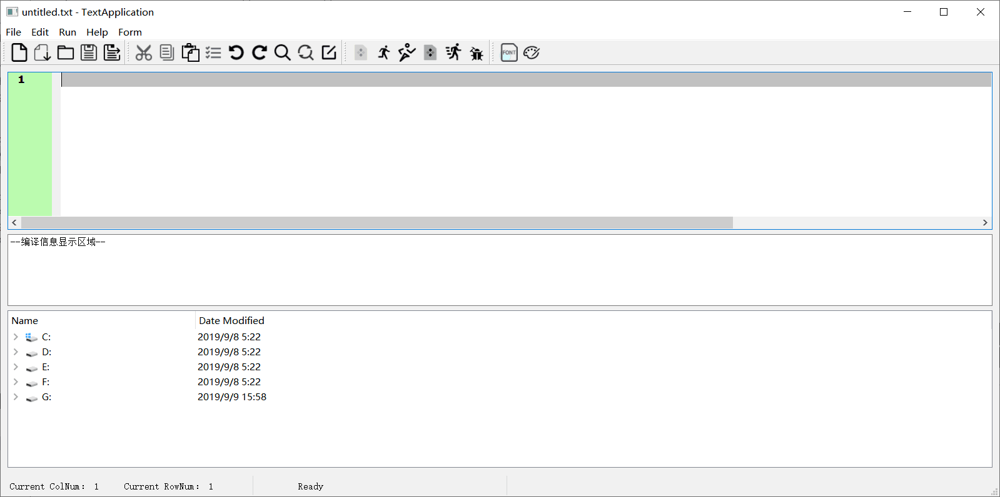 untitled.txt - TextApplication
File Edit Run Help Form
FONT
1
--编译信息显示区域--
Name Date Modified
C: 2019/9/8 5:22
D: 2019/9/8 5:22
E: 2019/9/8 5:22
F: 2019/9/8 5:22
G: 2019/9/9 15:58
Current ColNum: 1 Current RowNum: 1 Ready